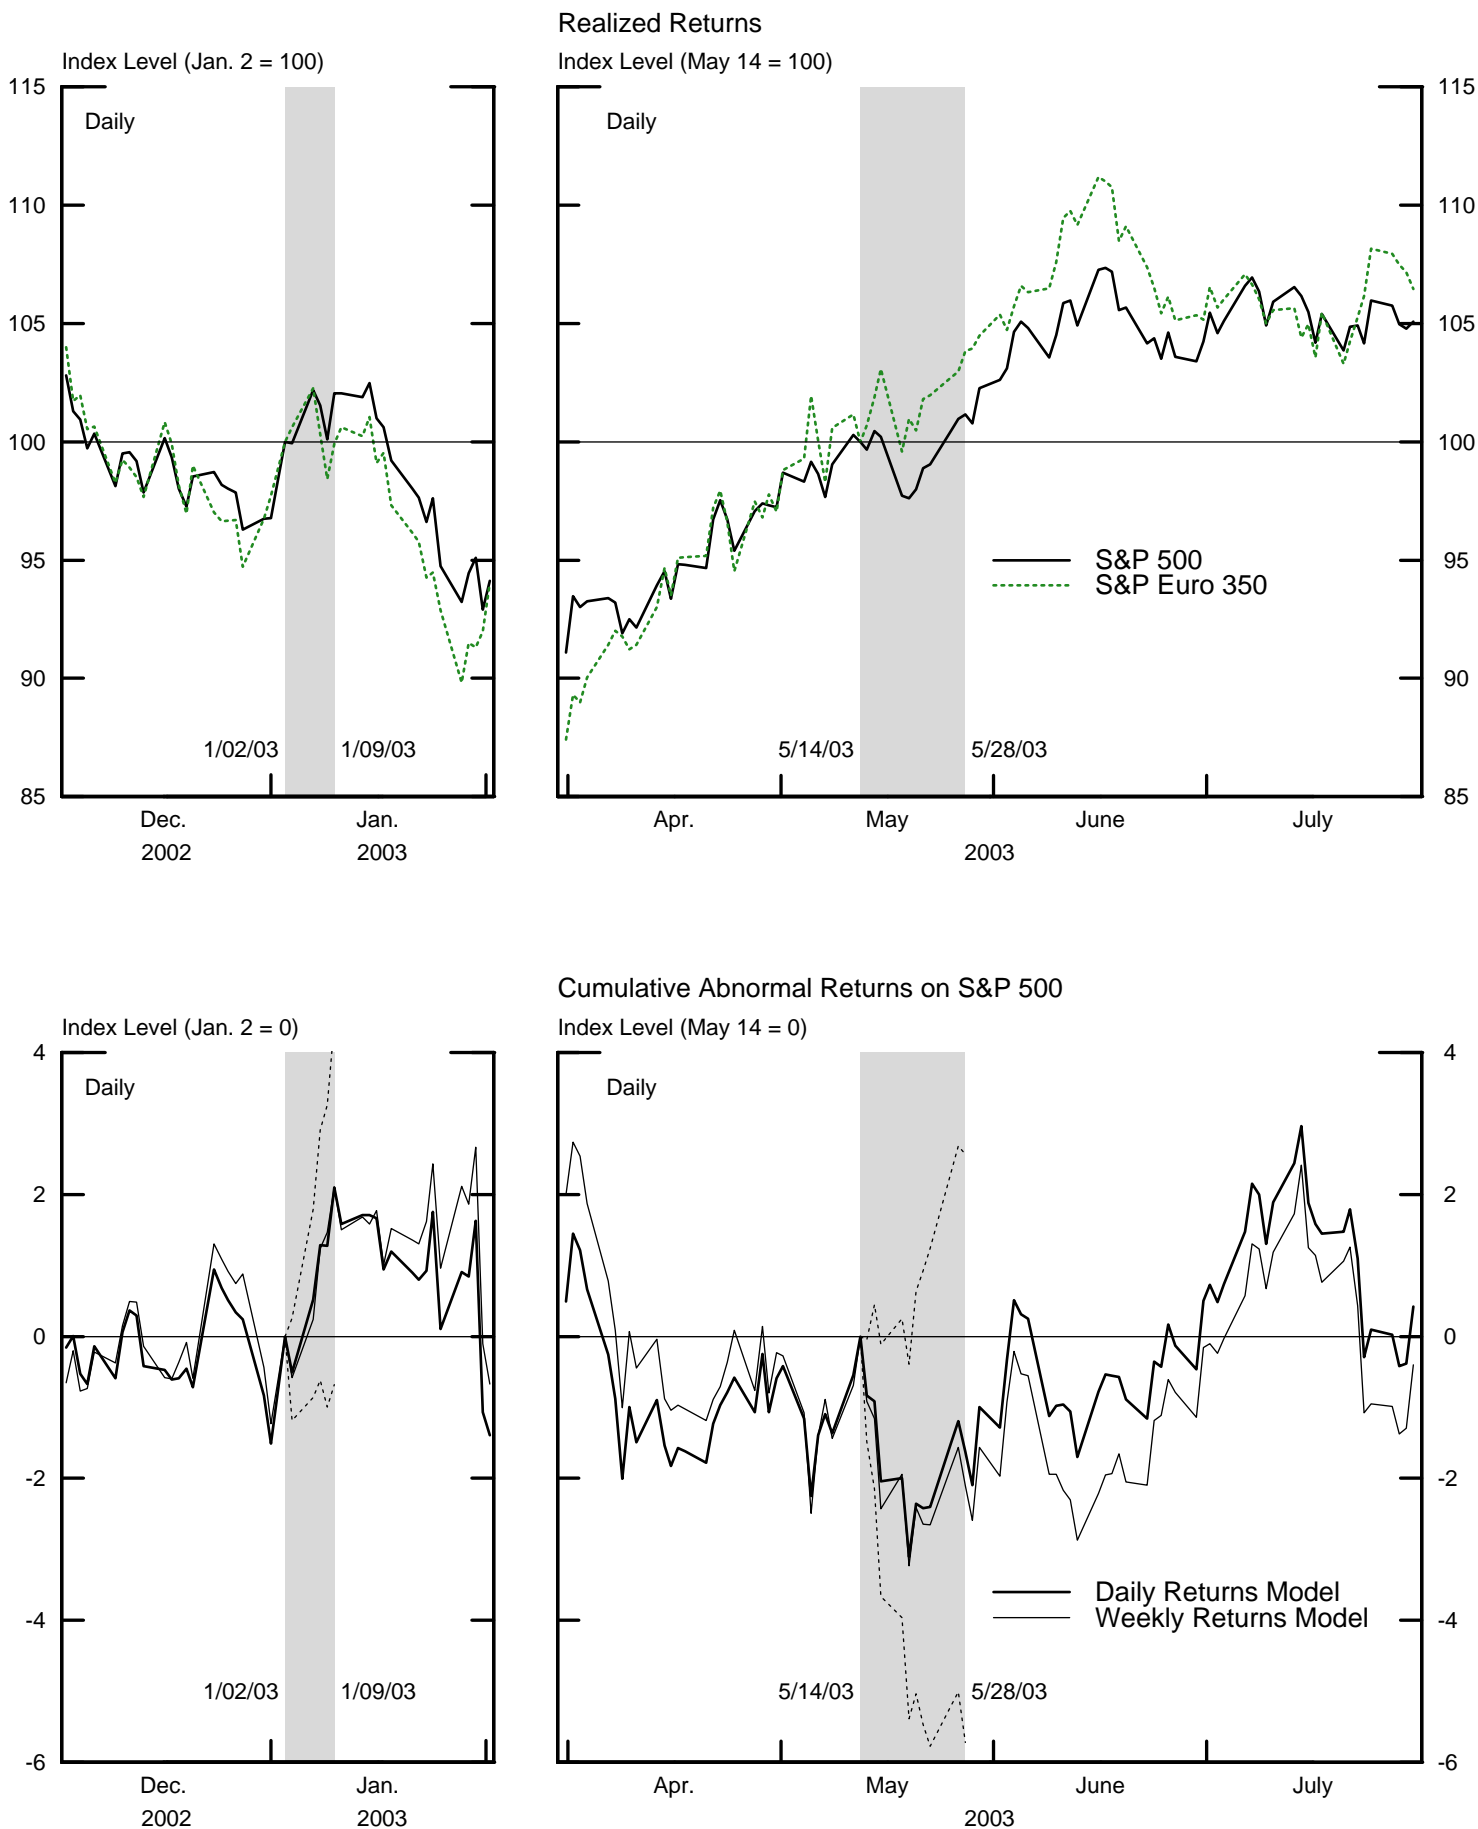 Realized Returns
Index Level (Jan. 2 = 100)
Index Level (May 14 = 100)
115
115
Daily
Daily
110
110
105
105
100
100
95
S&P 500
95
S&P Euro 350
90
90
1/02/03
1/09/03
5/14/03
5/28/03
85
85
Dec.
Jan.
Apr.
May
June
July
2002
2003
2003
Cumulative Abnormal Returns on S&P 500
Index Level (Jan. 2 = 0)
Index Level (May 14 = 0)
4
4
Daily
Daily
2
2
0
0
-2
-2
Daily Returns Model
-4
Weekly Returns Model
-4
1/02/03
1/09/03
5/14/03
5/28/03
-6
-6
Dec.
Jan.
Apr.
May
June
July
2002
2003
2003